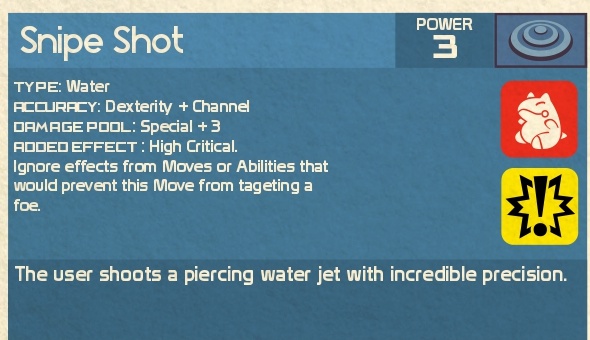 Snipe Shot
POWER
3
TYPE: Water
ACCURACY: Dexterity + Channel
DAMAGE POOL: Special + 3
ADDED EFFECT : High Critical.
Ignore effects from Moves or Abilities that
would prevent this Move from tageting a
foe.
The user shoots a piercing water jet with incredible precision.